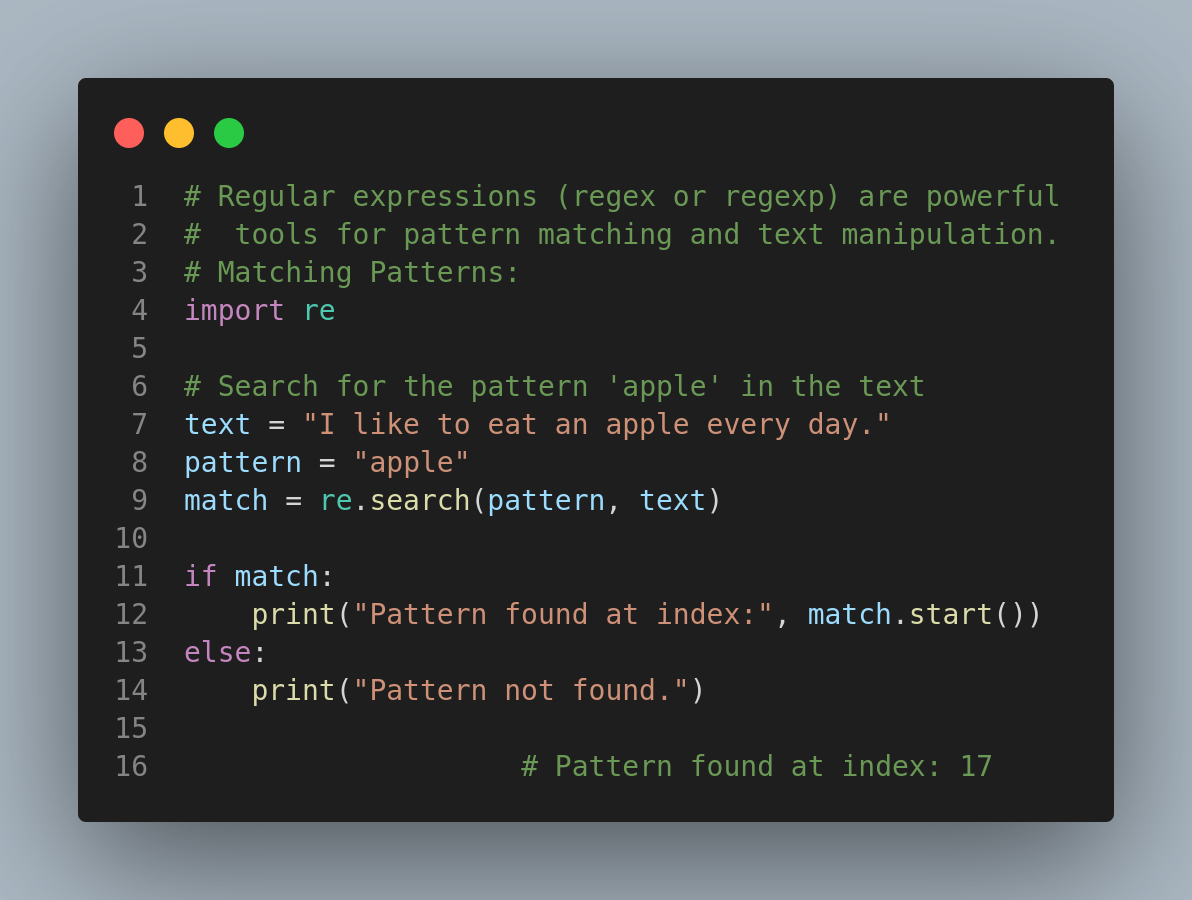 1 # Regular expressions (regex or regexp) are powerful
2 #  tools for pattern matching and text manipulation.
3 # Matching Patterns:
4 import re
5
6 # Search for the pattern 'apple' in the text
7 text = "I like to eat an apple every day."
8 pattern = "apple"
9 match = re.search(pattern, text)
10
11 if match:
12     print("Pattern found at index:", match.start())
13 else:
14     print("Pattern not found.")
15
16                     # Pattern found at index: 17